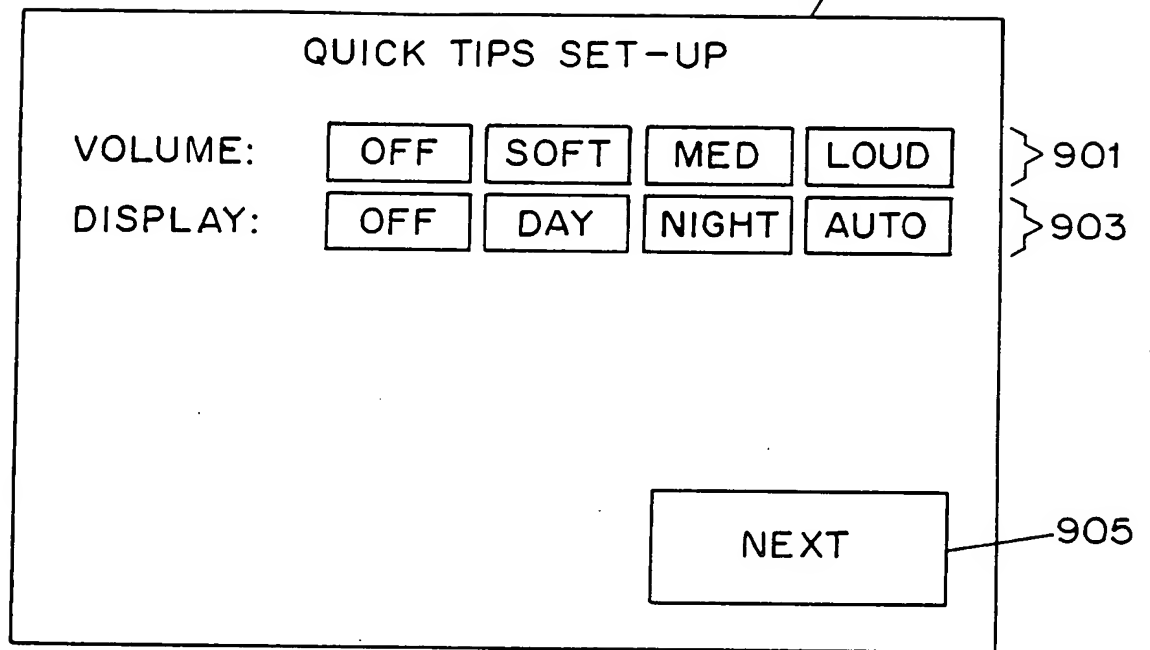 QUICK TIPS SET-UP
VOLUME: OFF SOFT MED LOUD 901
DISPLAY: OFF DAY NIGHT AUTO 903
NEXT 905